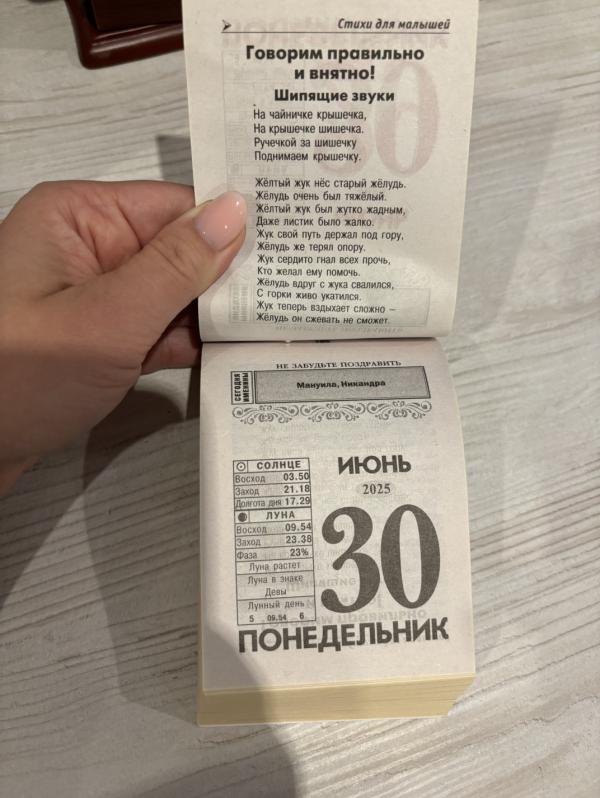 Стихи для малышей
Говорим правильно
и внятно!
Шипящие звуки
На чайничке крышечка,
На крышечке шишечка.
Ручечкой за шишечку
Поднимаем крышечку.
Жёлтый жук нёс старый жёлудь.
Жёлудь очень был тяжёлый.
Жёлтый жук был жутко жадным,
Даже листик было жалко.
Жук свой путь держал под гору,
Жёлудь же терял опору.
Жук сердито гнал всех прочь,
Кто желал ему помочь.
Жёлудь вдруг с жука свалился,
С горки живо укатился.
Жук теперь вздыхает сложно –
Жёлудь он сжевать не сможет.
НЕ ЗАБУДЬТЕ ПОЗДРАВИТЬ
СЕГОДНЯ
ИМЕНИНЫ
Мануила, Никандра
СОЛНЦЕ
Восход 03.50
Заход 21.18
Долгота дня 17.29
ЛУНА
Восход 09.54
Заход 23.38
Фаза 23%
Луна растет
Луна в знаке
Девы
Лунный день
5 09.54 6
ИЮНЬ
2025
30
ПОНЕДЕЛЬНИК